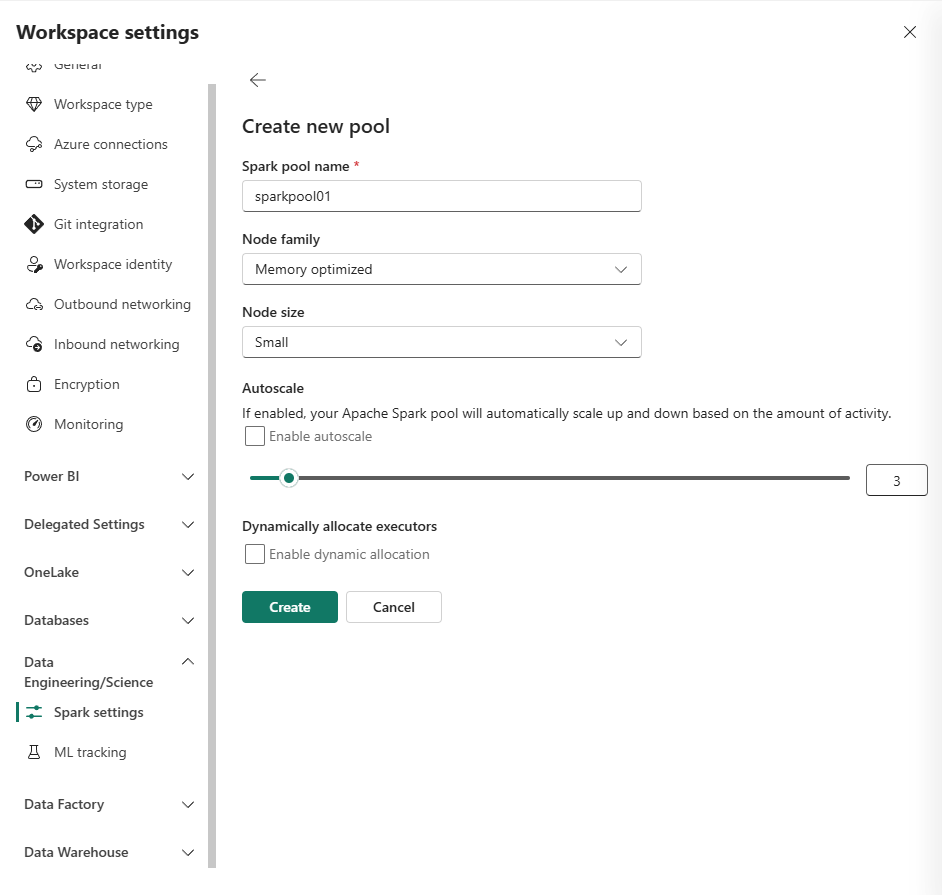 Workspace settings
General
Workspace type
Azure connections
System storage
Git integration
Workspace identity
Outbound networking
Inbound networking
Encryption
Monitoring
Power BI
Delegated Settings
OneLake
Databases
Data
Engineering/Science
Spark settings
ML tracking
Data Factory
Data Warehouse
Create new pool
Spark pool name *
sparkpool01
Node family
Memory optimized
Node size
Small
Autoscale
If enabled, your Apache Spark pool will automatically scale up and down based on the amount of activity.
Enable autoscale
3
Dynamically allocate executors
Enable dynamic allocation
Create
Cancel